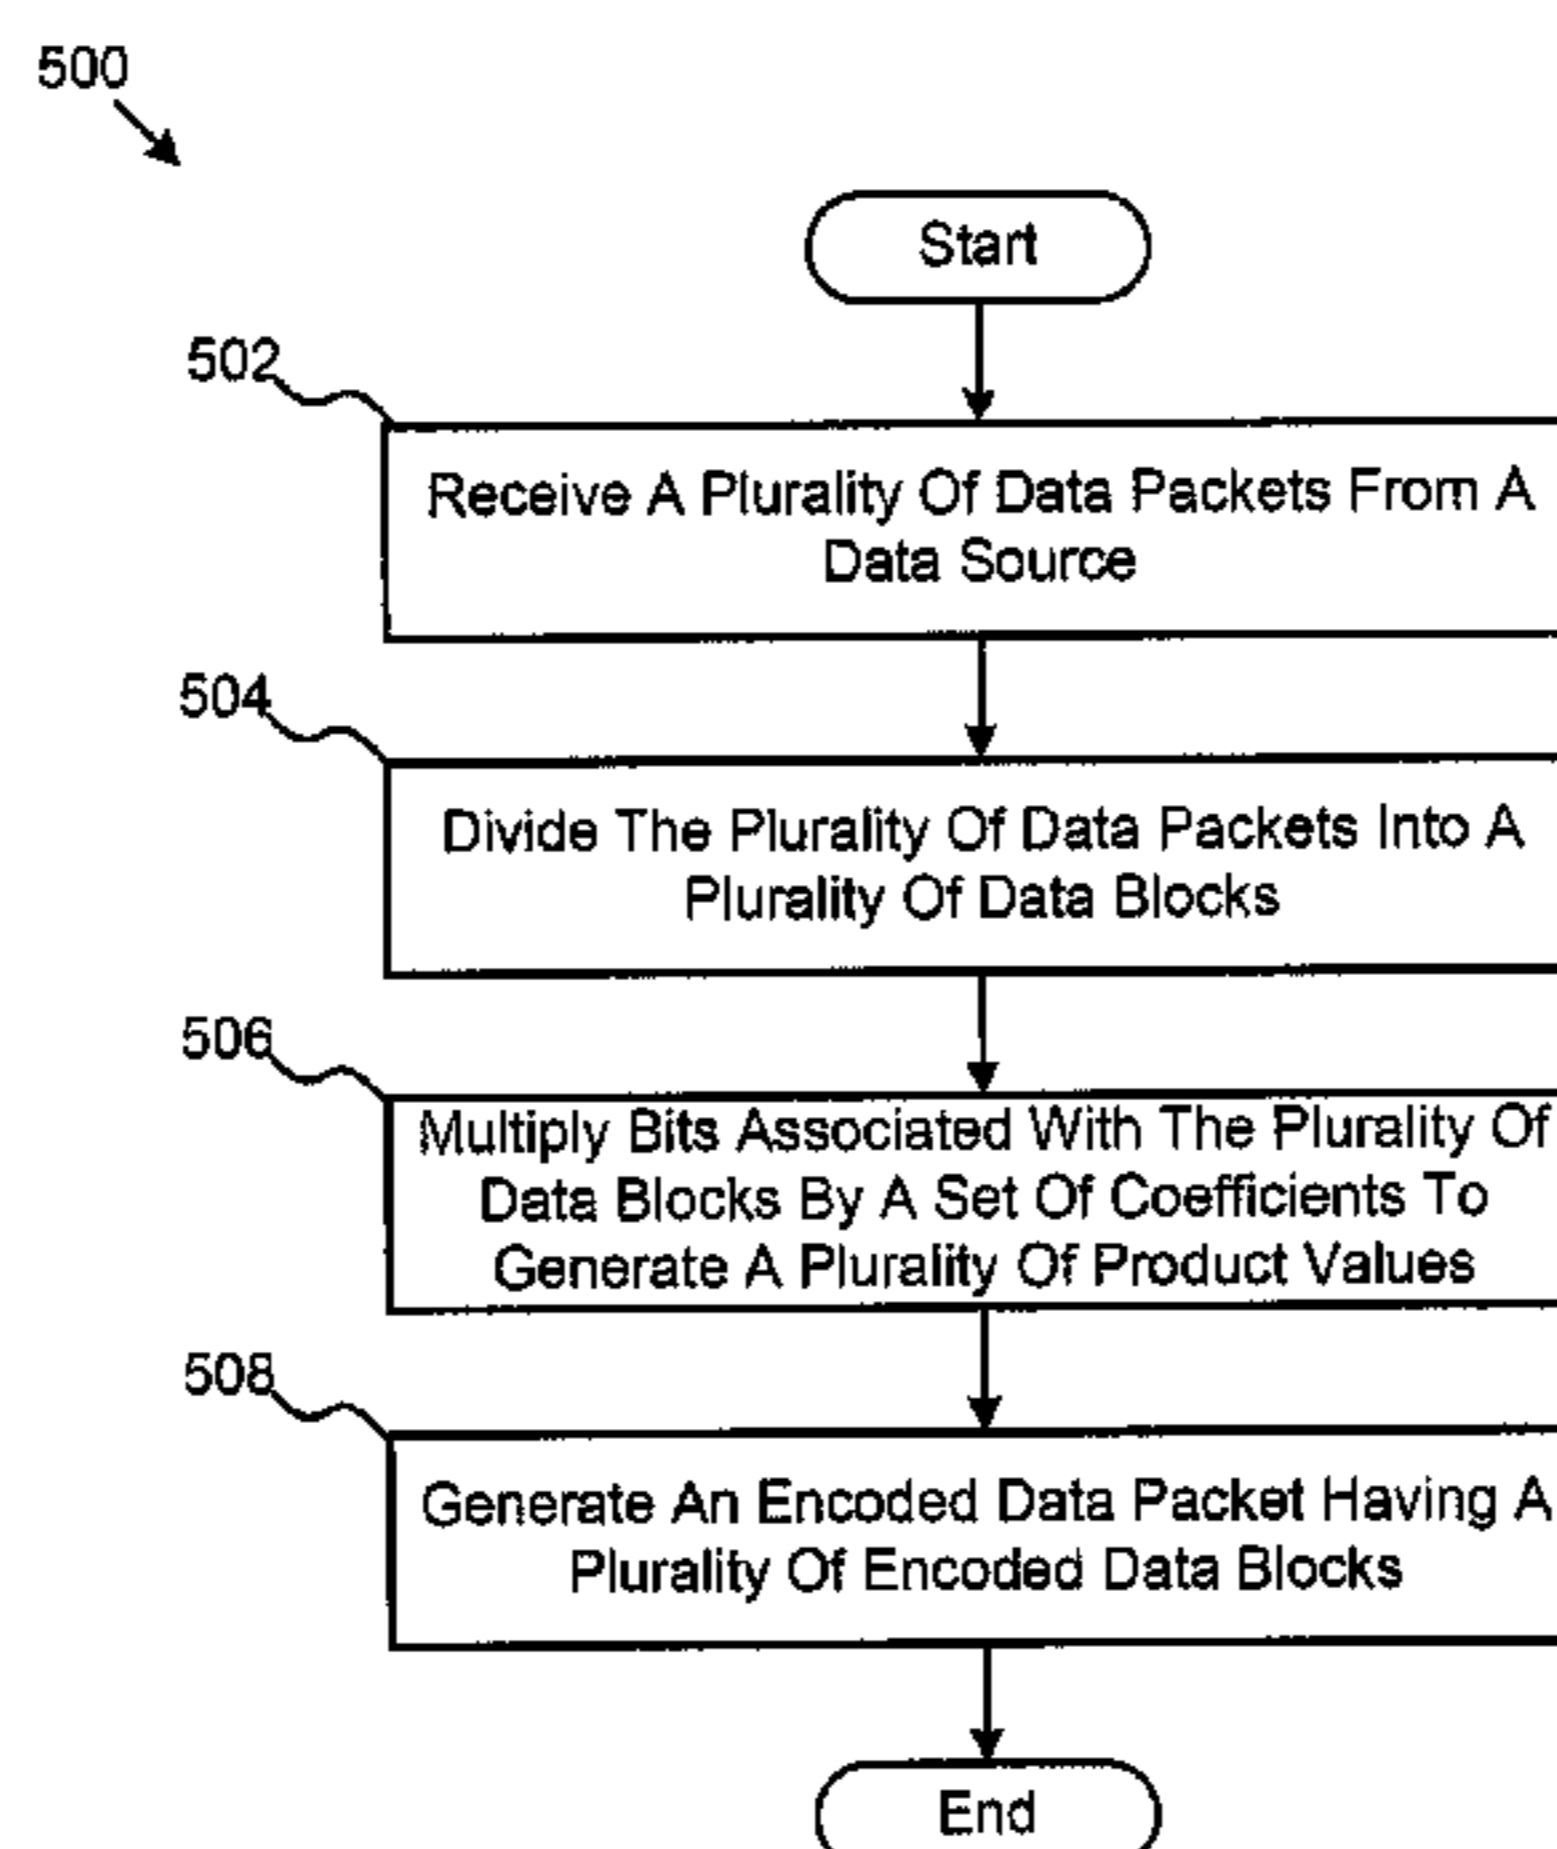 500
Start
502
Receive A Plurality Of Data Packets From A
Data Source
504
Divide The Plurality Of Data Packets Into A
Plurality Of Data Blocks
506
Multiply Bits Associated With The Plurality Of
Data Blocks By A Set Of Coefficients To
Generate A Plurality Of Product Values
508
Generate An Encoded Data Packet Having A
Plurality Of Encoded Data Blocks
End